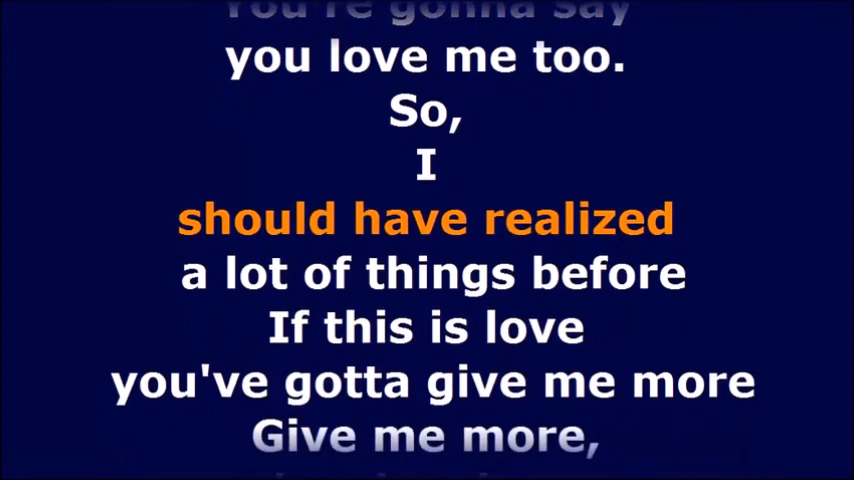 You're gonna say
you love me too.
So,
I
should have realized
a lot of things before
If this is love
you've gotta give me more
Give me more,